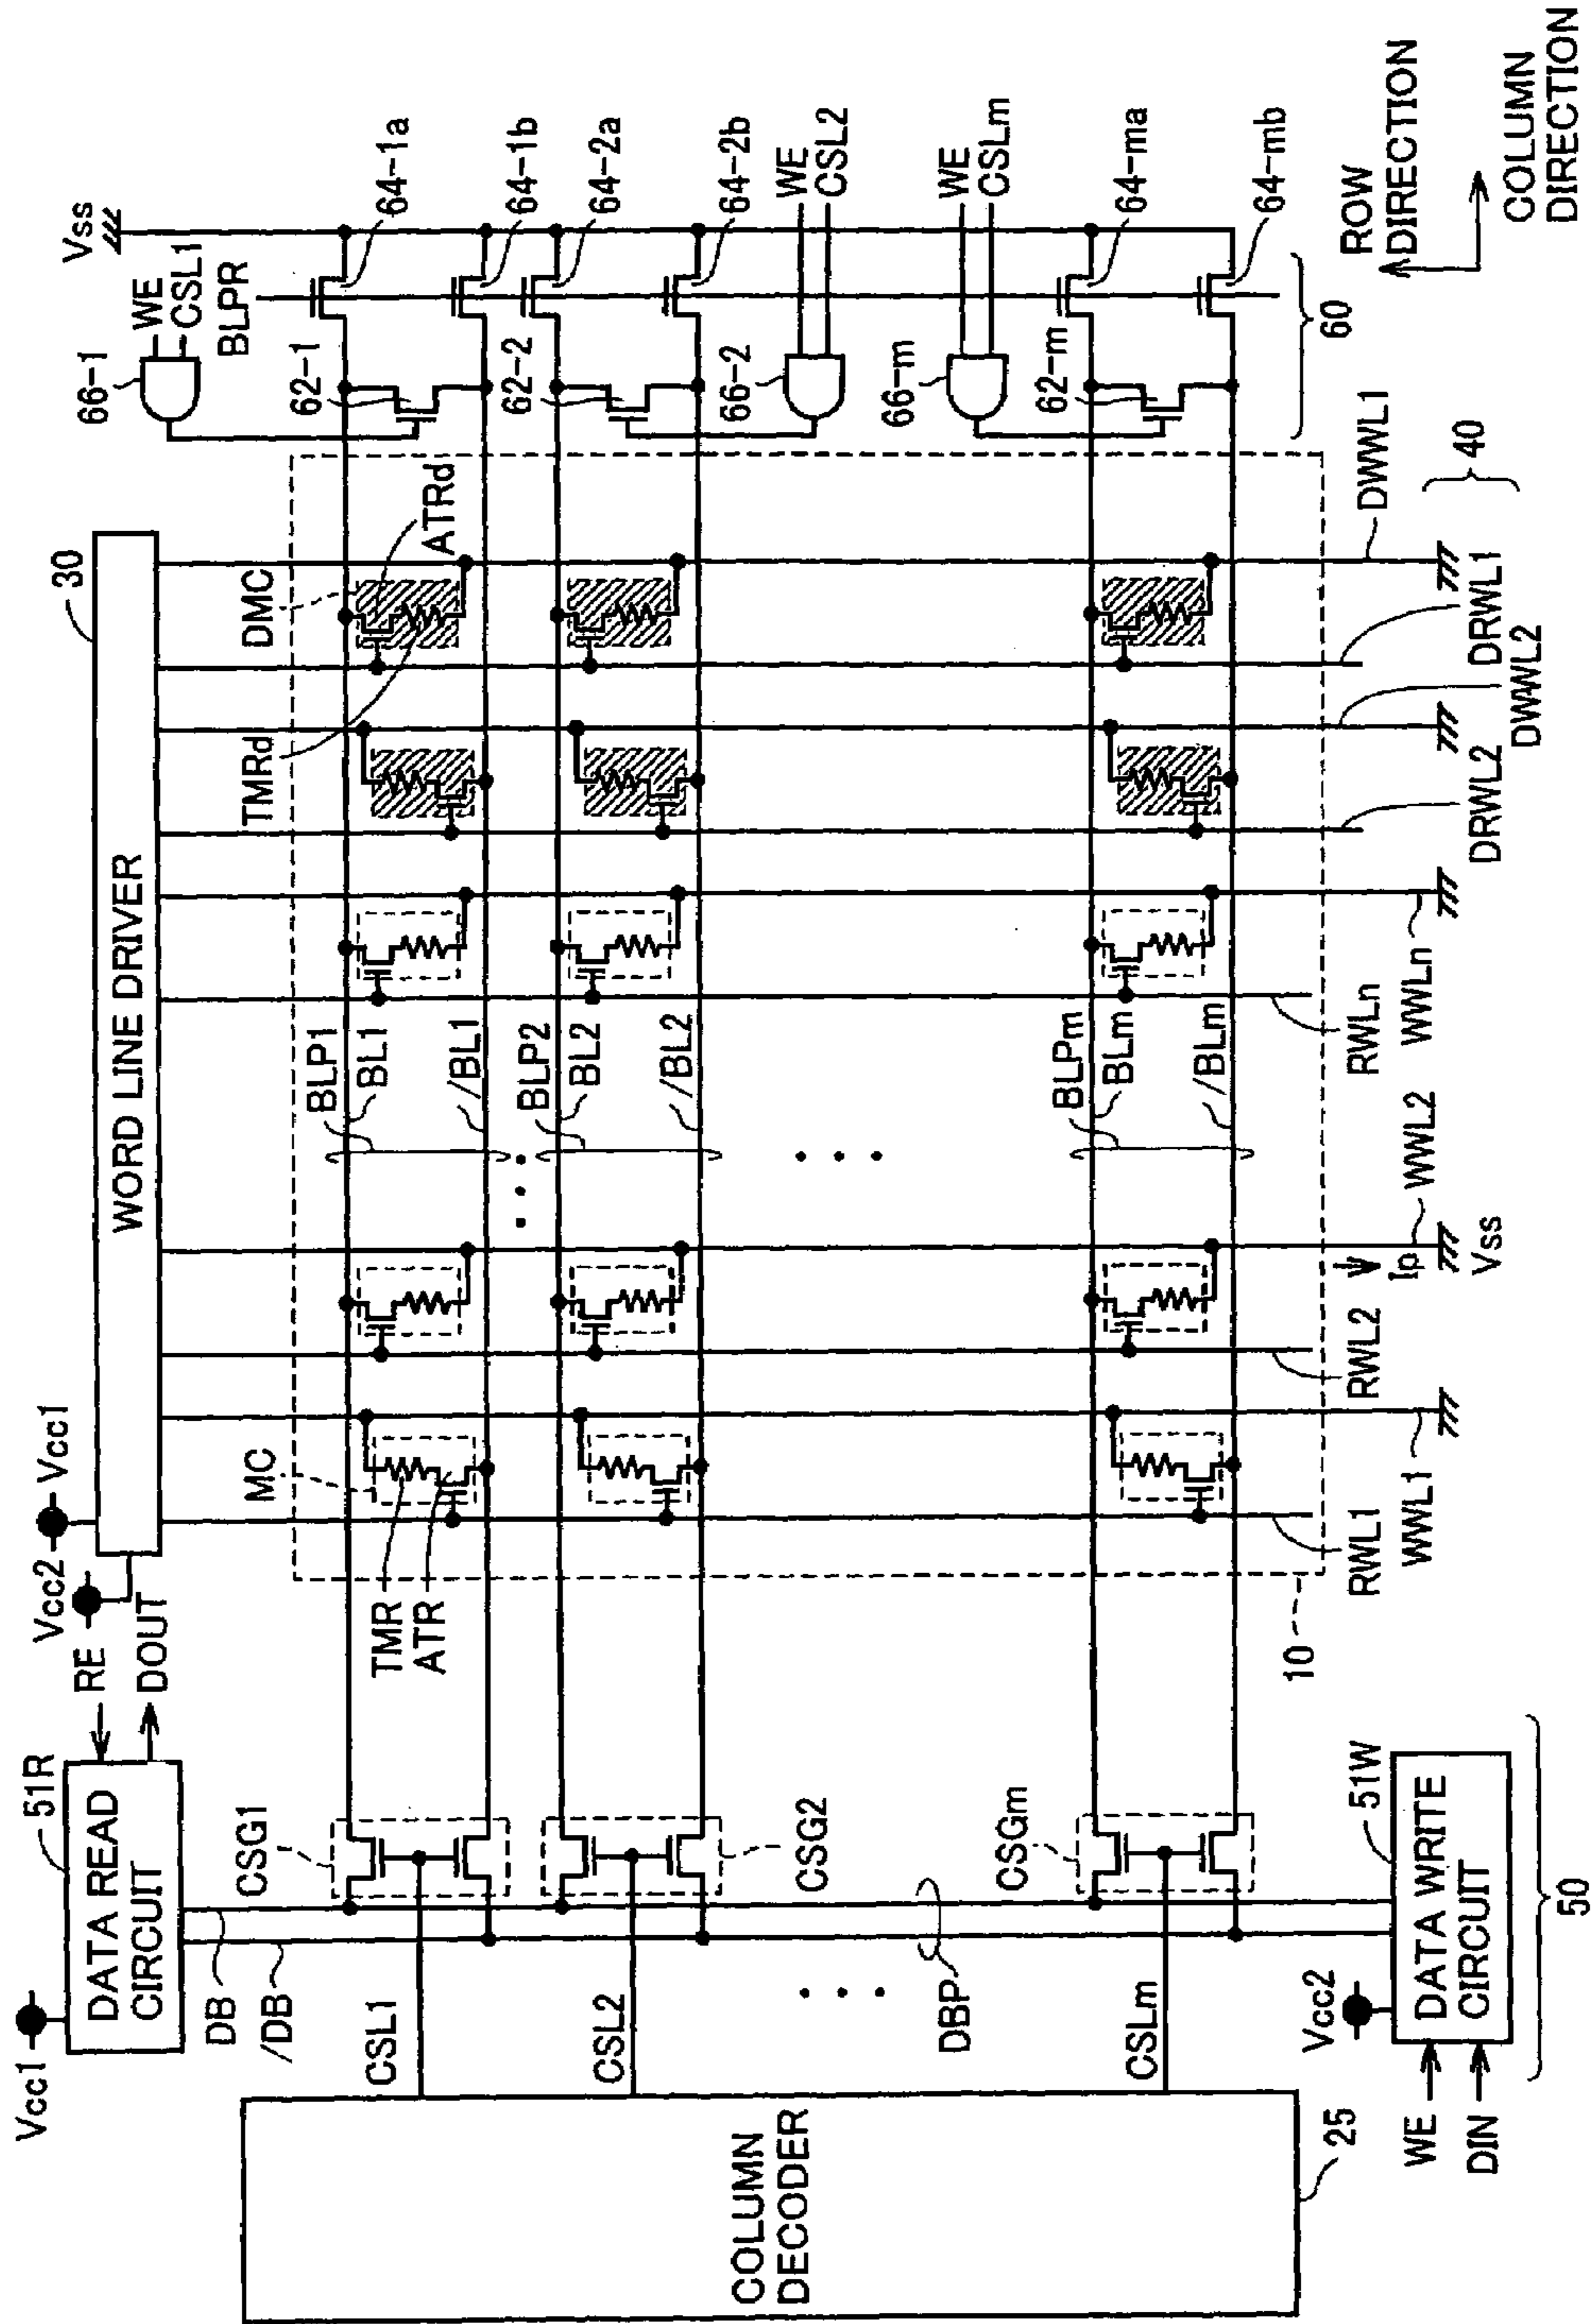 Vcc1
51R
DATA READ
CIRCUIT
RE
DOUT
Vcc2
Vcc1
30
WORD LINE DRIVER
Vss
66-1
WE
CSL1
BLPR
64-1a
64-1b
64-2a
64-2b
62-1
62-2
66-2
WE
CSL2
66-m
WE
CSLm
62-m
64-ma
64-mb
60
ROW
DIRECTION
COLUMN
DIRECTION
DB
/DB
CSG1
CSL1
CSL2
CSG2
DBP
CSGm
CSLm
MC
TMR
ATR
BLP1
BL1
/BL1
BLP2
BL2
/BL2
BLPm
BLm
/BLm
TMRd
DMC
ATRd
10
RWL1
WWL1
RWL2
Ip
WWL2
Vss
RWLn
WWLn
DRWL2
DWWL2
DRWL1
DWWL1
40
COLUMN
DECODER
25
Vcc2
51W
DATA WRITE
CIRCUIT
WE
DIN
50